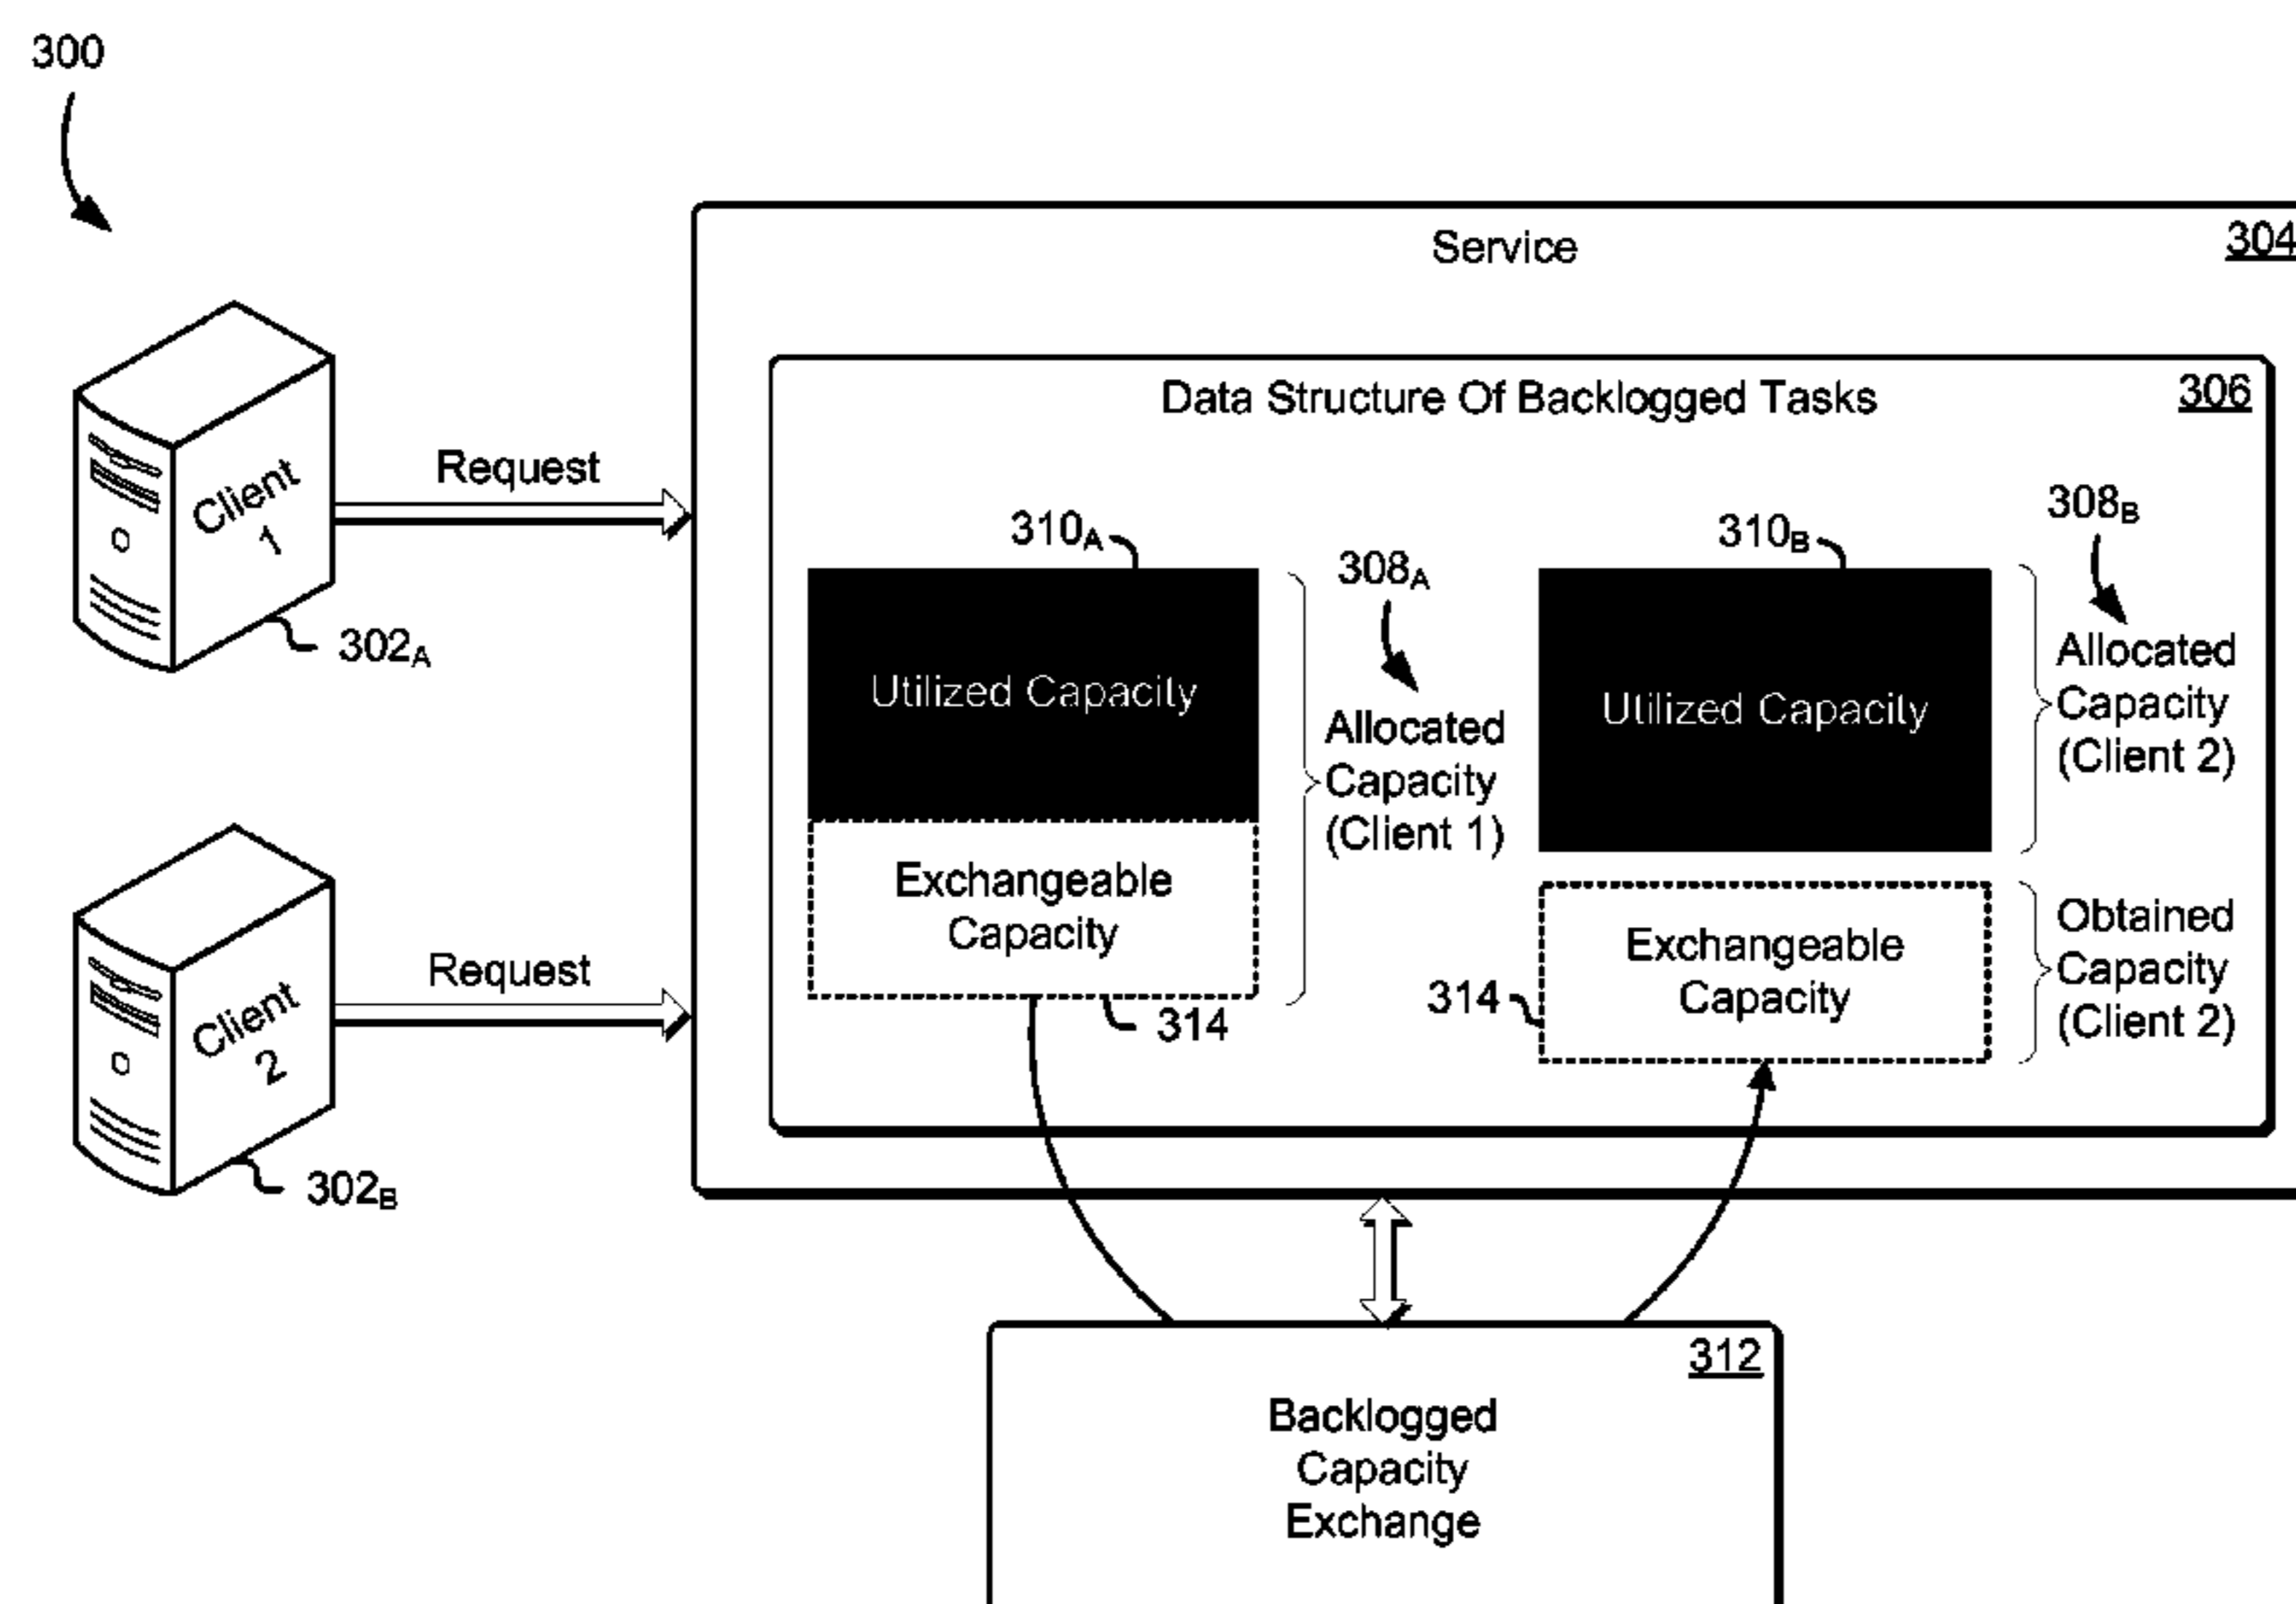 300
Service
304
Data Structure Of Backlogged Tasks
306
Client
1
Request
302A
310A
308A
310B
308B
Utilized Capacity
Allocated
Capacity
(Client 1)
Utilized Capacity
Allocated
Capacity
(Client 2)
Exchangeable
Capacity
314
Exchangeable
Capacity
314
Obtained
Capacity
(Client 2)
Client
2
Request
302B
312
Backlogged
Capacity
Exchange